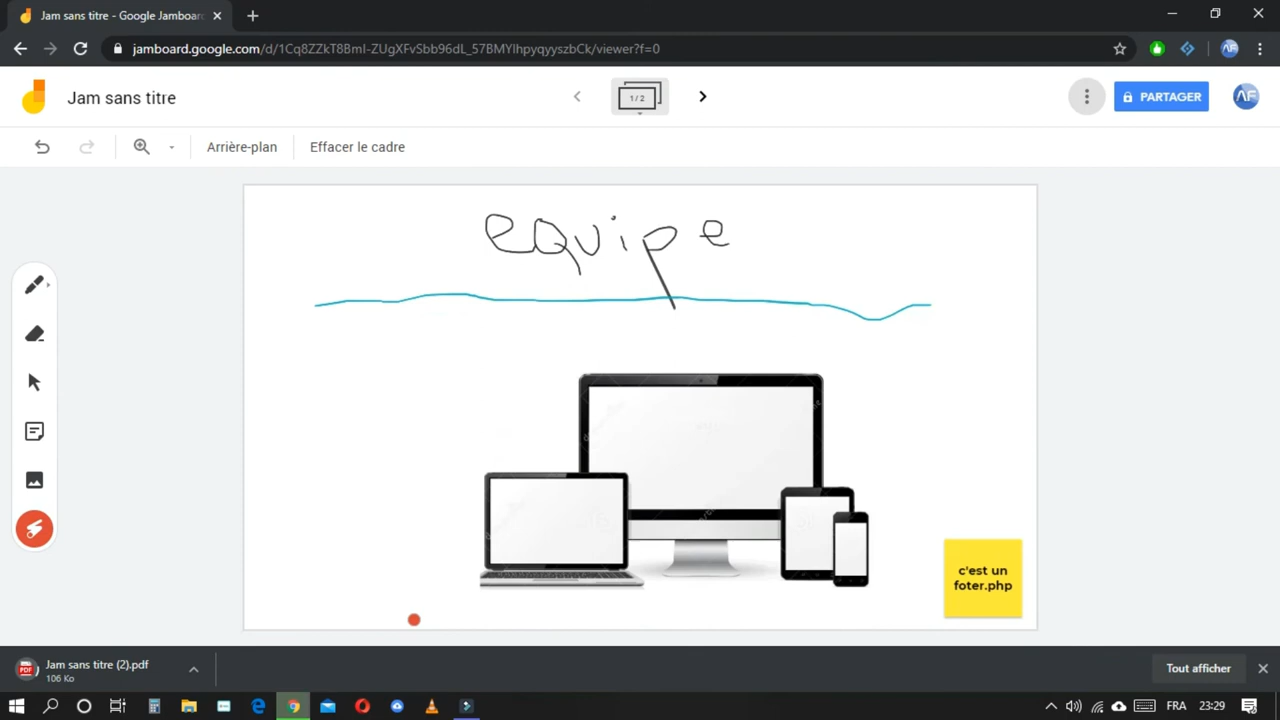 Jam sans titre - Google Jamboard
jamboard.google.com/d/1Cq8ZZkT8BmI-ZUgXFvSbb96dL_57BMYlhpyqyyszbCk/viewer?f=0
Jam sans titre
1 / 2
PARTAGER
AF
Arrière-plan
Effacer le cadre
equipe
c'est un
foter.php
Jam sans titre (2).pdf
106 Ko
Tout afficher
FRA
23:29